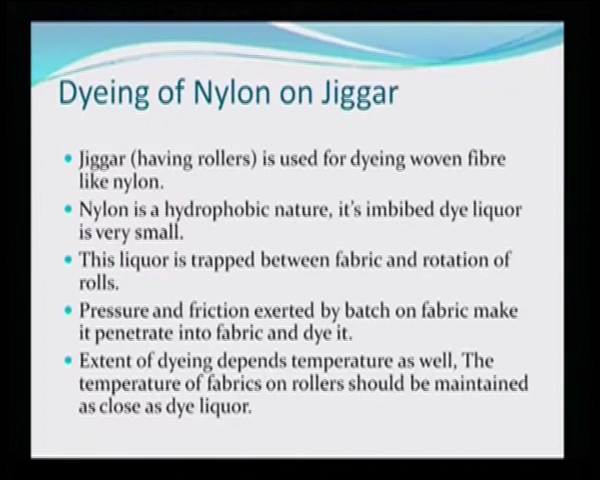 Dyeing of Nylon on Jiggar
• Jiggar (having rollers) is used for dyeing woven fibre
like nylon.
• Nylon is a hydrophobic nature, it's imbibed dye liquor
is very small.
• This liquor is trapped between fabric and rotation of
rolls.
• Pressure and friction exerted by batch on fabric make
it penetrate into fabric and dye it.
• Extent of dyeing depends temperature as well, The
temperature of fabrics on rollers should be maintained
as close as dye liquor.